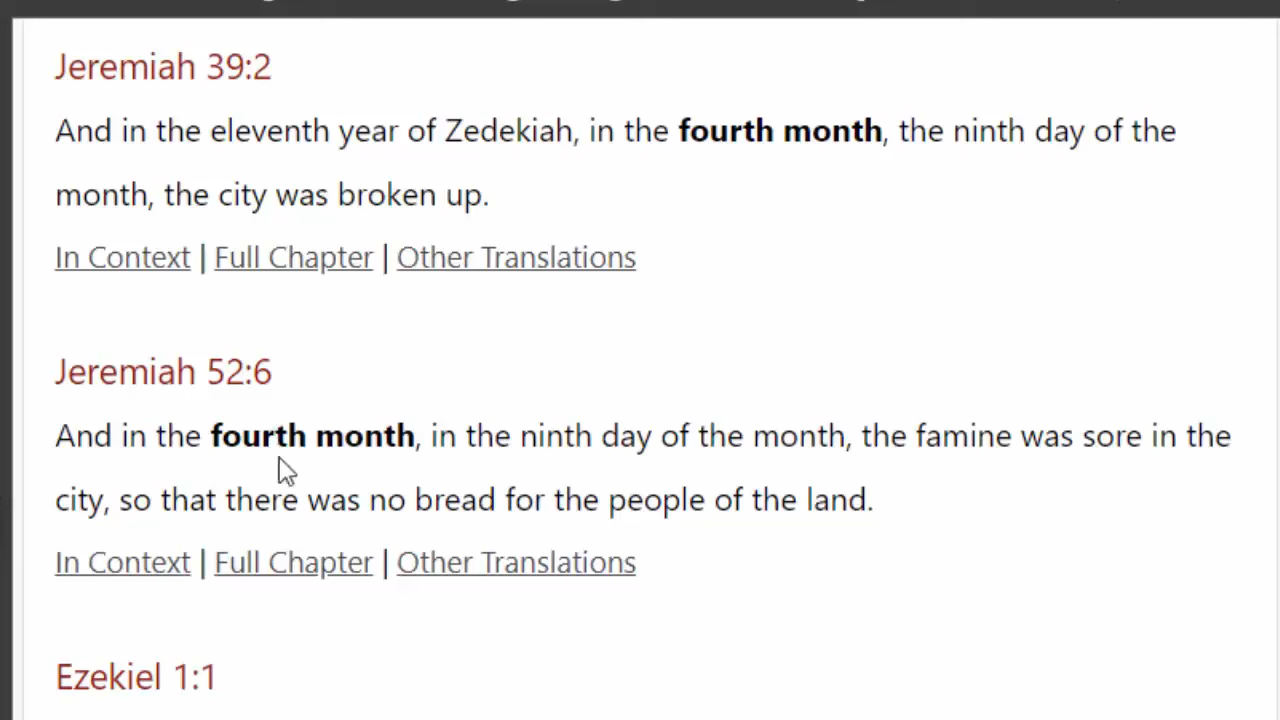 Jeremiah 39:2
And in the eleventh year of Zedekiah, in the fourth month, the ninth day of the
month, the city was broken up.
In Context | Full Chapter | Other Translations
Jeremiah 52:6
And in the fourth month, in the ninth day of the month, the famine was sore in the
city, so that there was no bread for the people of the land.
In Context | Full Chapter | Other Translations
Ezekiel 1:1